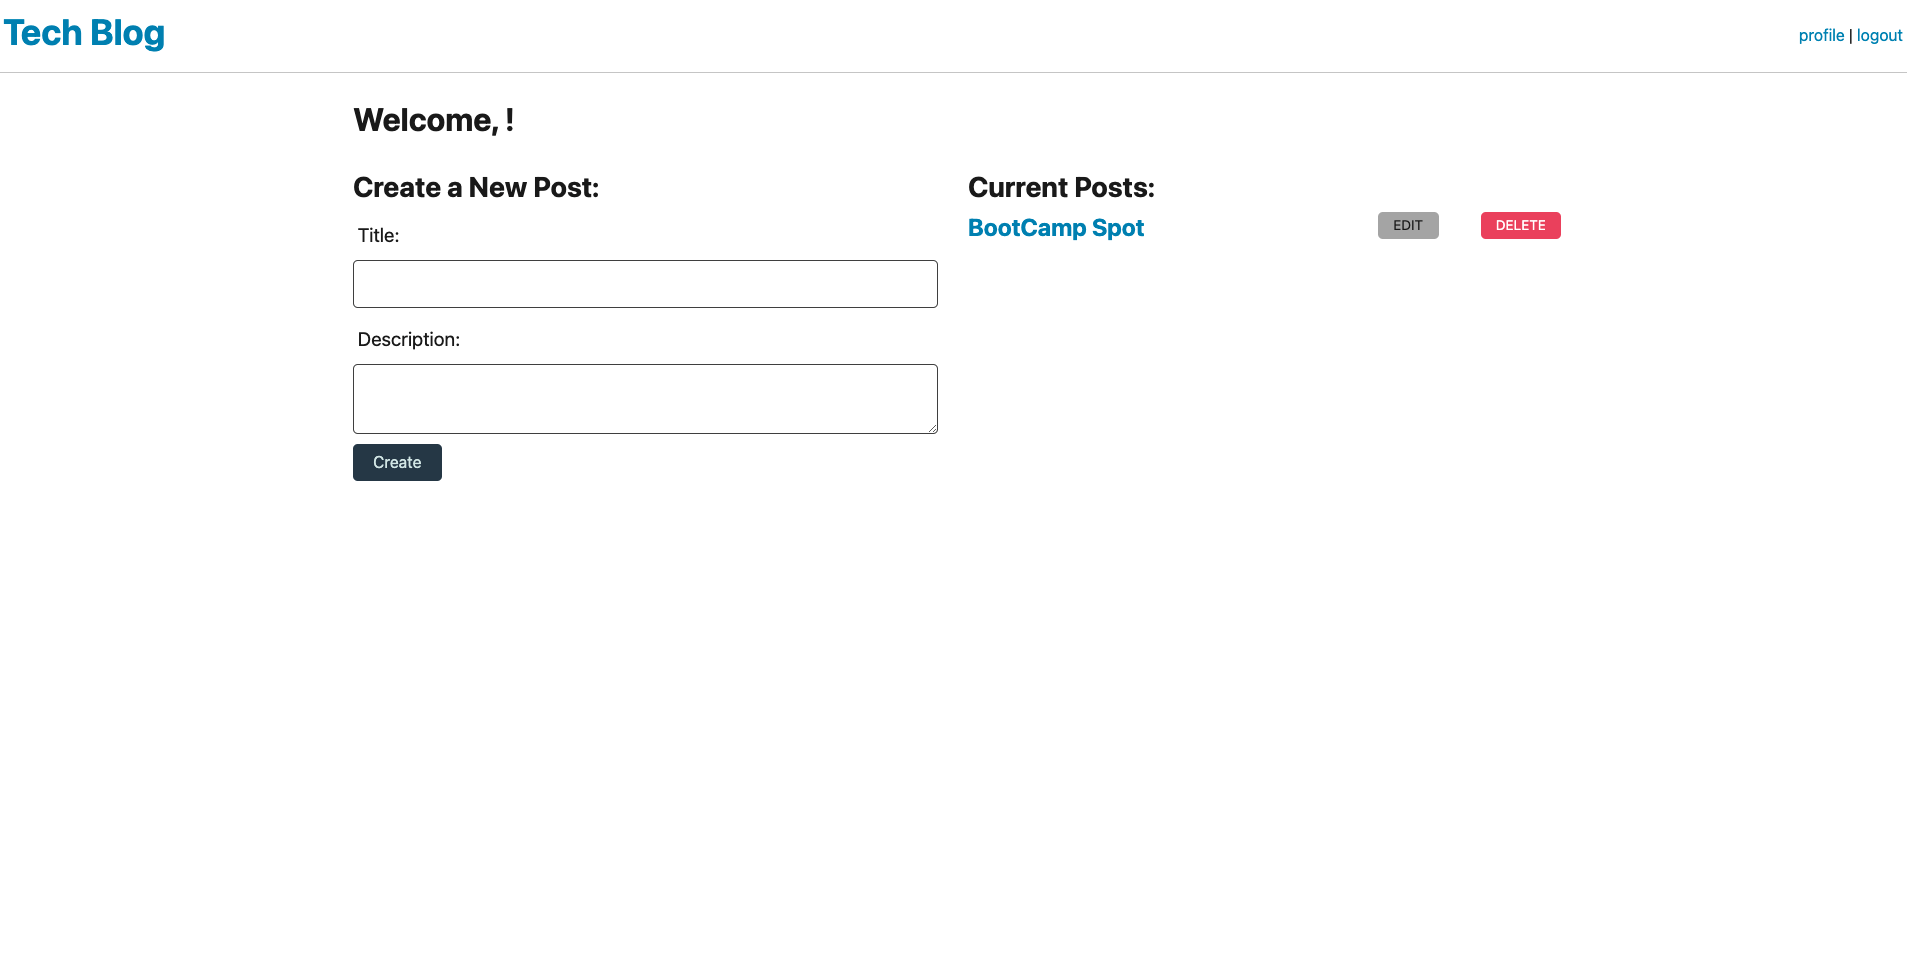 Tech Blog
profile | logout
Welcome, !
Create a New Post:
Title:
Description:
Create
Current Posts:
BootCamp Spot
EDIT
DELETE